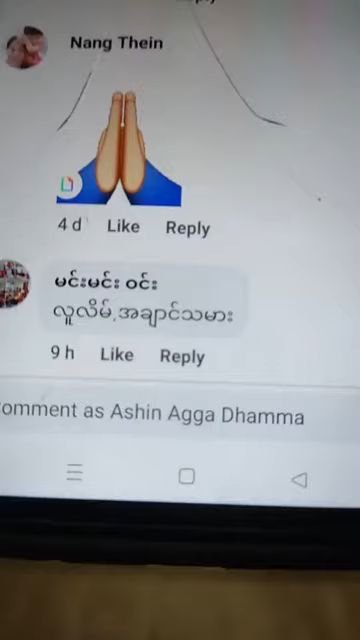 Nang Thein
4 d Like Reply
မင်းမင်း ဝင်း
လူလိမ်,အချောင်သမား
9 h Like Reply
omment as Ashin Agga Dhamma